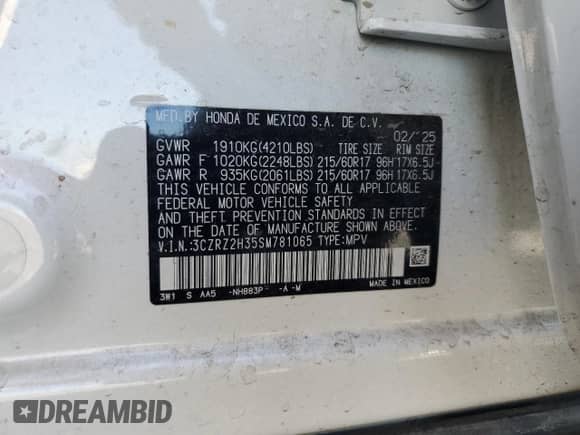 MFD.BY HONDA DE MEXICO S.A. DE C.V.
02/'25
GVWR 1910KG(4210LBS) TIRE SIZE RIM SIZE
GAWR F 1020KG(2248LBS) 215/60R17 96H 17X6.5J
GAWR R 935KG(2061LBS) 215/60R17 96H 17X6.5J
THIS VEHICLE CONFORMS TO ALL APPLICABLE
FEDERAL MOTOR VEHICLE SAFETY
AND THEFT PREVENTION STANDARDS IN EFFECT
ON THE DATE OF MANUFACTURE SHOWN ABOVE.
V.I.N.:3CZRZ2H35SM781065 TYPE:MPV
3W1 S AA5 -NH883P- -A-M
MADE IN MEXICO
DREAMBID